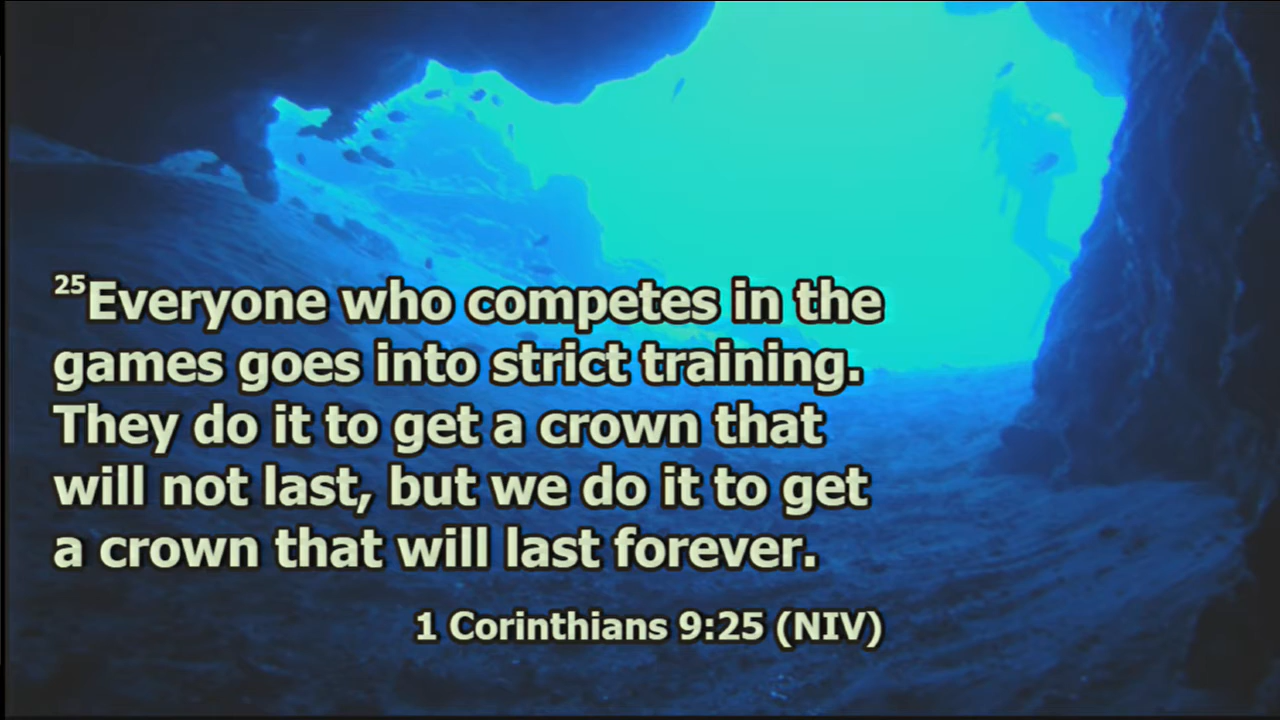 25Everyone who competes in the
games goes into strict training.
They do it to get a crown that
will not last, but we do it to get
a crown that will last forever.
1 Corinthians 9:25 (NIV)